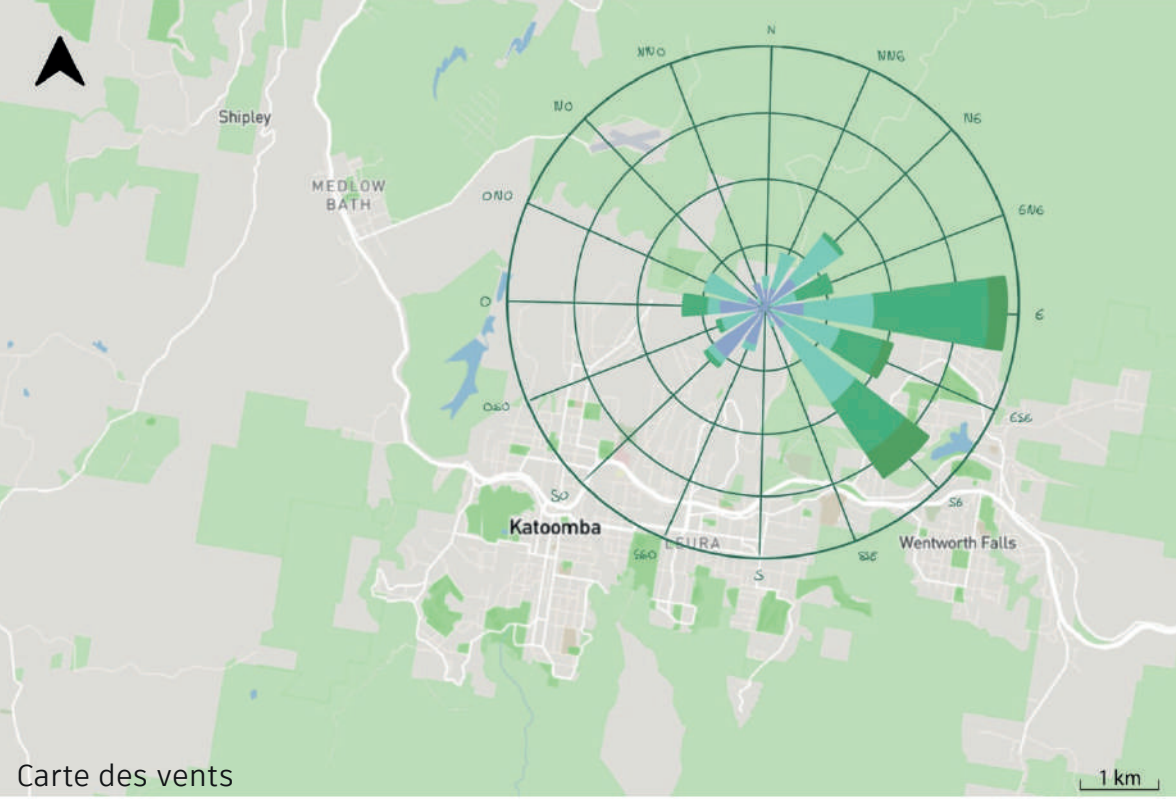 N
NNO
NNE
NO
NE
Shipley
MEDLOW
BATH
ONO
ENE
O
E
OSO
ESE
SO
SE
Katoomba
LEURA
Wentworth Falls
SSO
SSE
S
Carte des vents
1 km